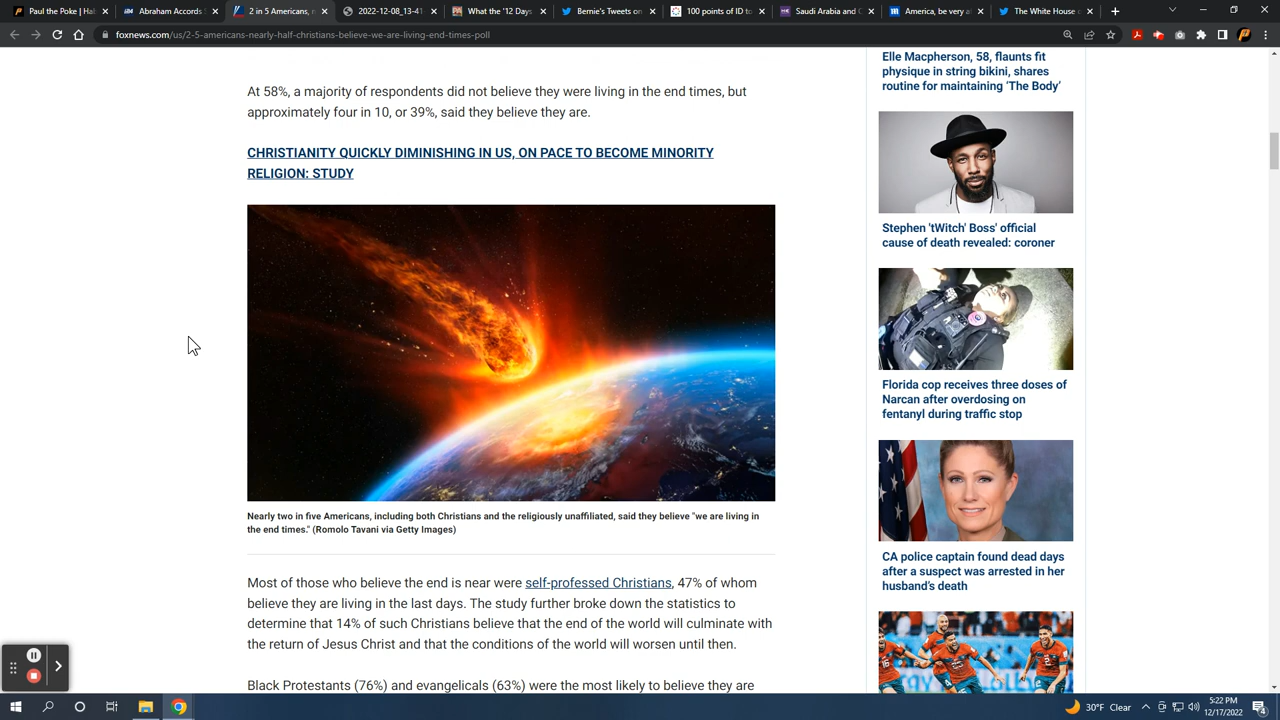 Paul the Poke | Hab
Abraham Accords
2 in 5 Americans, n
2022-12-08,13-41
What the '12 Days
Bernie's Tweets on
100 points of ID to
Saudi Arabia and C
America, be very af
The White House
foxnews.com/us/2-5-americans-nearly-half-christians-believe-we-are-living-end-times-poll
At 58%, a majority of respondents did not believe they were living in the end times, but
approximately four in 10, or 39%, said they believe they are.
CHRISTIANITY QUICKLY DIMINISHING IN US, ON PACE TO BECOME MINORITY
RELIGION: STUDY
Nearly two in five Americans, including both Christians and the religiously unaffiliated, said they believe "we are living in
the end times." (Romolo Tavani via Getty Images)
Most of those who believe the end is near were self-professed Christians, 47% of whom
believe they are living in the last days. The study further broke down the statistics to
determine that 14% of such Christians believe that the end of the world will culminate with
the return of Jesus Christ and that the conditions of the world will worsen until then.
Black Protestants (76%) and evangelicals (63%) were the most likely to believe they are
Elle Macpherson, 58, flaunts fit
physique in string bikini, shares
routine for maintaining ‘The Body’
Stephen 'tWitch' Boss' official
cause of death revealed: coroner
Florida cop receives three doses of
Narcan after overdosing on
fentanyl during traffic stop
CA police captain found dead days
after a suspect was arrested in her
husband’s death
30°F Clear
5:22 PM
12/17/2022